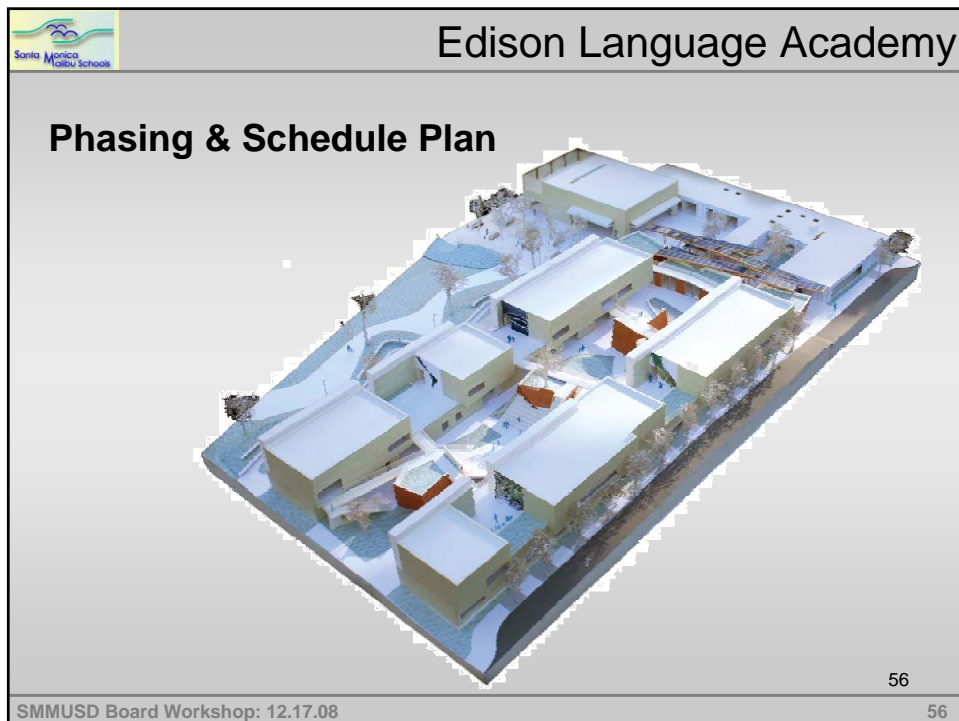 Santa Monica
Malibu Schools
Edison Language Academy
Phasing & Schedule Plan
56
SMMUSD Board Workshop: 12.17.08
56